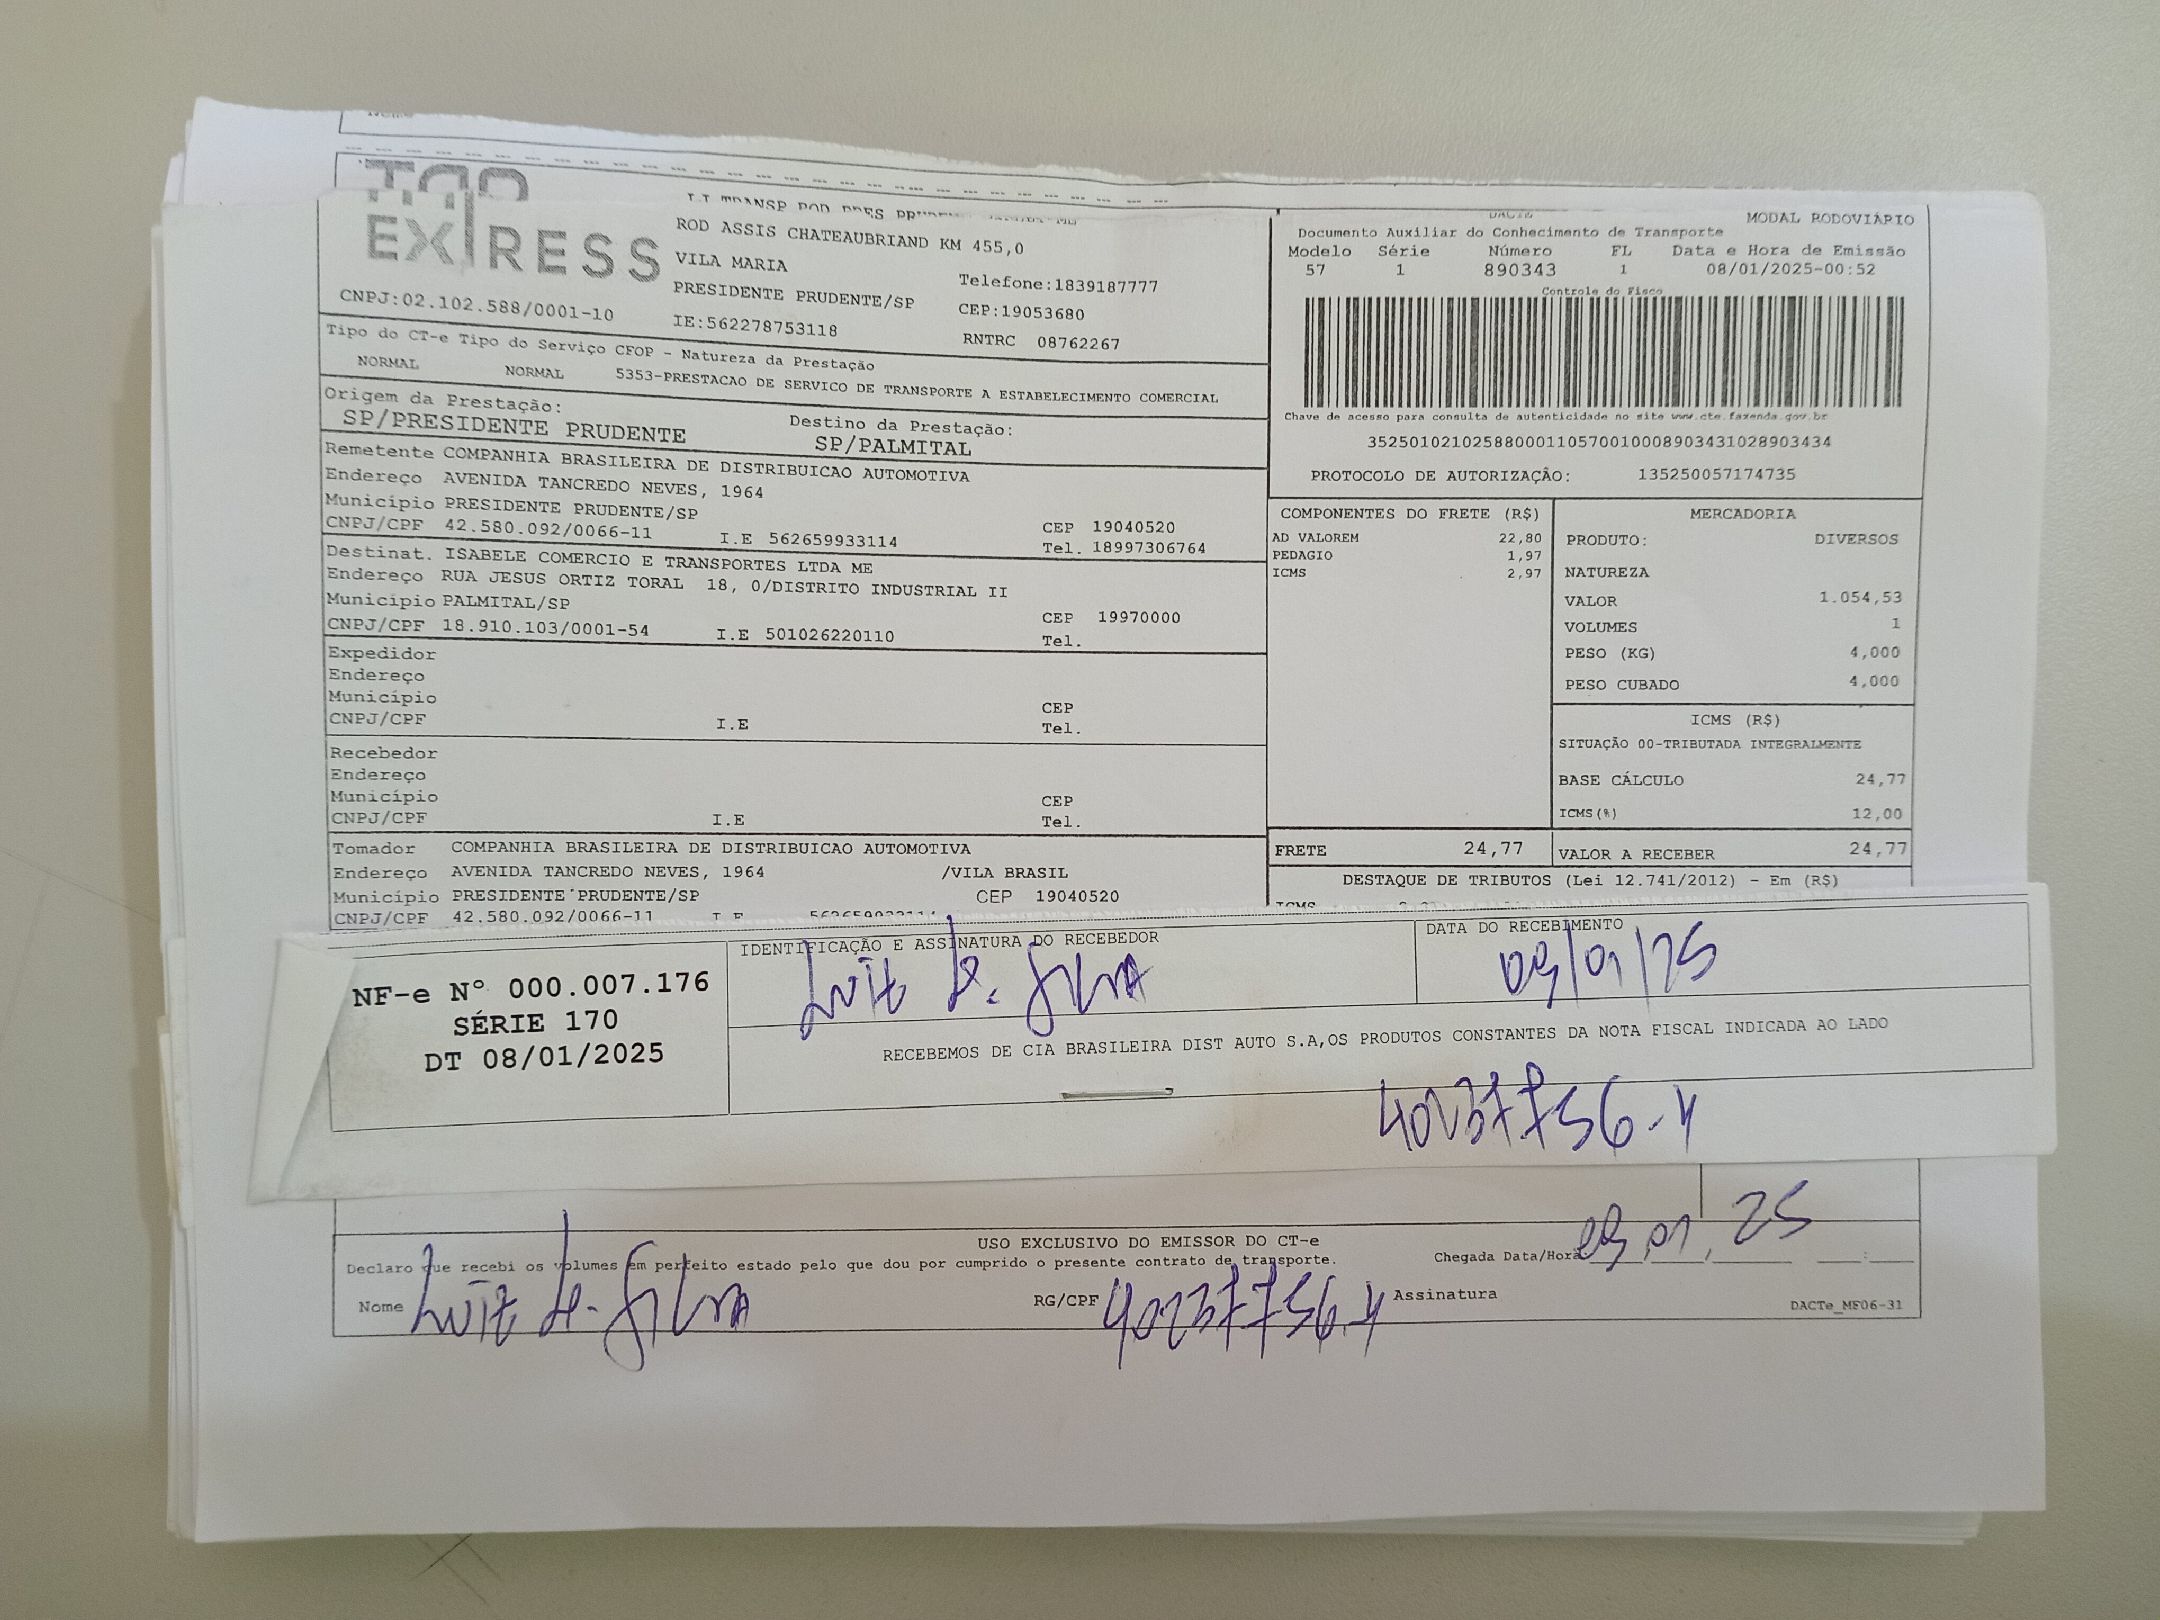 EXPRESS
ROD ASSIS CHATEAUBRIAND KM 455,0
VILA MARIA
Telefone:1839187777
PRESIDENTE PRUDENTE/SP
CEP:19053680
CNPJ:02.102.588/0001-10
IE:562278753118
RNTRC 08762267
MODAL RODOVIÁRIO
Documento Auxiliar do Conhecimento de Transporte
Modelo Série Número FL Data e Hora de Emissão
57 1 890343 1 08/01/2025-00:52
Controle do Fisco
Chave de acesso para consulta de autenticidade no site www.cte.fazenda.gov.br
35250102102588000110570010008903431028903434
PROTOCOLO DE AUTORIZAÇÃO: 135250057174735
Tipo do CT-e Tipo do Serviço CFOP - Natureza da Prestação
NORMAL NORMAL 5353-PRESTACAO DE SERVICO DE TRANSPORTE A ESTABELECIMENTO COMERCIAL
Origem da Prestação: Destino da Prestação:
SP/PRESIDENTE PRUDENTE SP/PALMITAL
Remetente COMPANHIA BRASILEIRA DE DISTRIBUICAO AUTOMOTIVA
Endereço AVENIDA TANCREDO NEVES, 1964
Município PRESIDENTE PRUDENTE/SP CEP 19040520
CNPJ/CPF 42.580.092/0066-11 I.E 562659933114 Tel. 18997306764
Destinat. ISABELE COMERCIO E TRANSPORTES LTDA ME
Endereço RUA JESUS ORTIZ TORAL 18, 0/DISTRITO INDUSTRIAL II
Município PALMITAL/SP CEP 19970000
CNPJ/CPF 18.910.103/0001-54 I.E 501026220110 Tel.
Expedidor
Endereço
Município CEP
CNPJ/CPF I.E Tel.
Recebedor
Endereço
Município CEP
CNPJ/CPF I.E Tel.
Tomador COMPANHIA BRASILEIRA DE DISTRIBUICAO AUTOMOTIVA
Endereço AVENIDA TANCREDO NEVES, 1964 /VILA BRASIL
Município PRESIDENTE PRUDENTE/SP CEP 19040520
CNPJ/CPF 42.580.092/0066-11 I.E
COMPONENTES DO FRETE (R$)
AD VALOREM 22,80
PEDAGIO 1,97
ICMS 2,97
FRETE 24,77
MERCADORIA
PRODUTO: DIVERSOS
NATUREZA
VALOR 1.054,53
VOLUMES 1
PESO (KG) 4,000
PESO CUBADO 4,000
ICMS (R$)
SITUAÇÃO 00-TRIBUTADA INTEGRALMENTE
BASE CÁLCULO 24,77
ICMS(%) 12,00
VALOR A RECEBER 24,77
DESTAQUE DE TRIBUTOS (Lei 12.741/2012) - Em (R$)
NF-e Nº 000.007.176
SÉRIE 170
DT 08/01/2025
IDENTIFICAÇÃO E ASSINATURA DO RECEBEDOR
Luiz d. Silva
DATA DO RECEBIMENTO
09/01/25
RECEBEMOS DE CIA BRASILEIRA DIST AUTO S.A,OS PRODUTOS CONSTANTES DA NOTA FISCAL INDICADA AO LADO
USO EXCLUSIVO DO EMISSOR DO CT-e
Declaro que recebi os volumes em perfeito estado pelo que dou por cumprido o presente contrato de transporte.
Chegada Data/Hora 09 01 25
Nome Luiz d. Silva RG/CPF Assinatura
DACTe_MF06-31